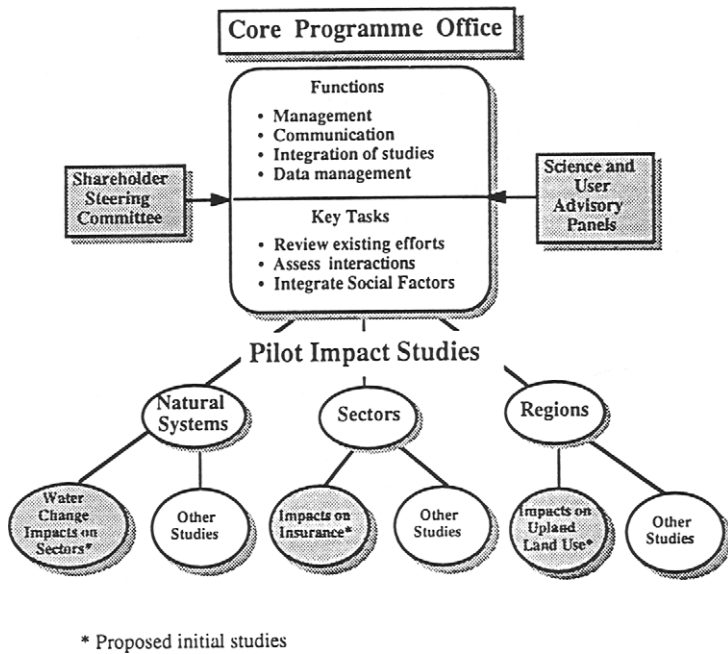 Core Programme Office
Functions
• Management
• Communication
• Integration of studies
• Data management
Shareholder
Steering
Committee
Science and
User
Advisory
Panels
Key Tasks
• Review existing efforts
• Assess interactions
• Integrate Social Factors
Pilot Impact Studies
Natural
Systems
Sectors
Regions
Water
Change
Impacts on
Sectors*
Other
Studies
Impacts on
Insurance*
Other
Studies
Impacts on
Upland
Land Use*
Other
Studies
* Proposed initial studies